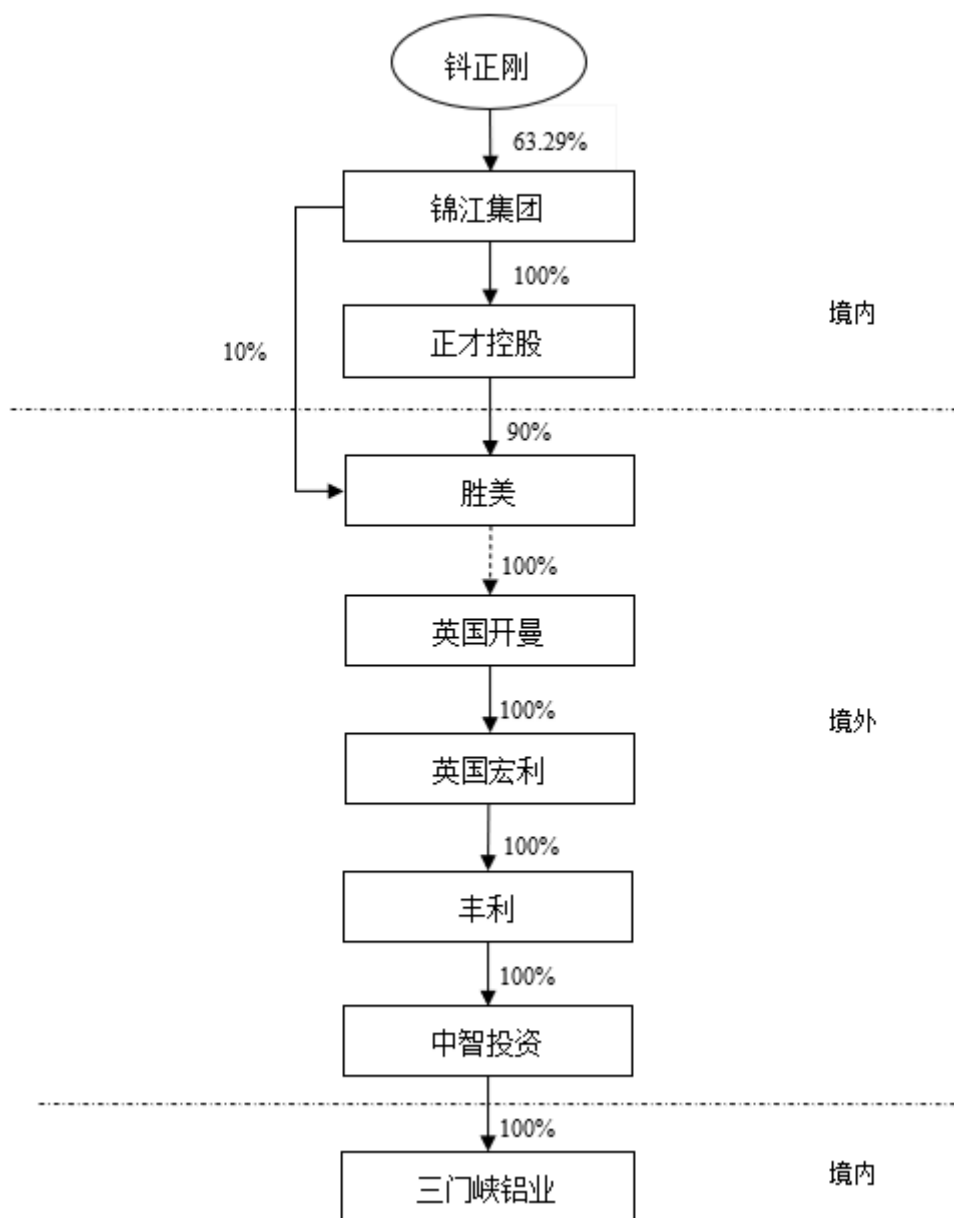 钭正刚
63.29%
锦江集团
100%
境内
正才控股
10%
90%
胜美
100%
英国开曼
100%
境外
英国宏利
100%
丰利
100%
中智投资
100%
境内
三门峡铝业